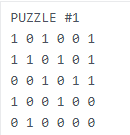 PUZZLE #1
1 0 1 0 0 1
1 1 0 1 0 1
0 0 1 0 1 1
1 0 0 1 0 0
0 1 0 0 0 0